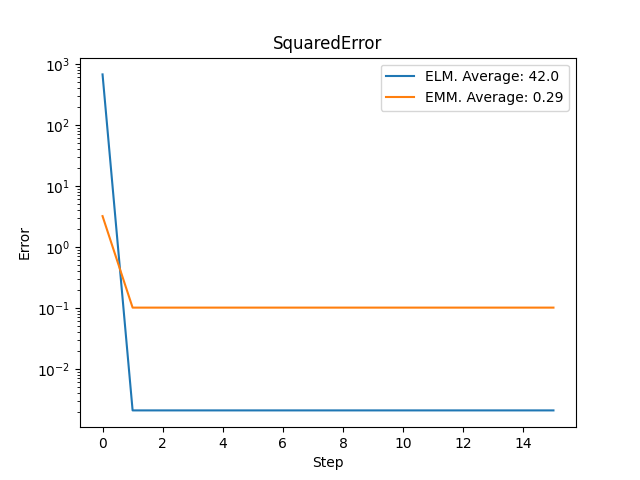 SquaredError
ELM. Average: 42.0
EMM. Average: 0.29
Error
10³
10²
10¹
10⁰
10⁻¹
10⁻²
0 2 4 6 8 10 12 14
Step